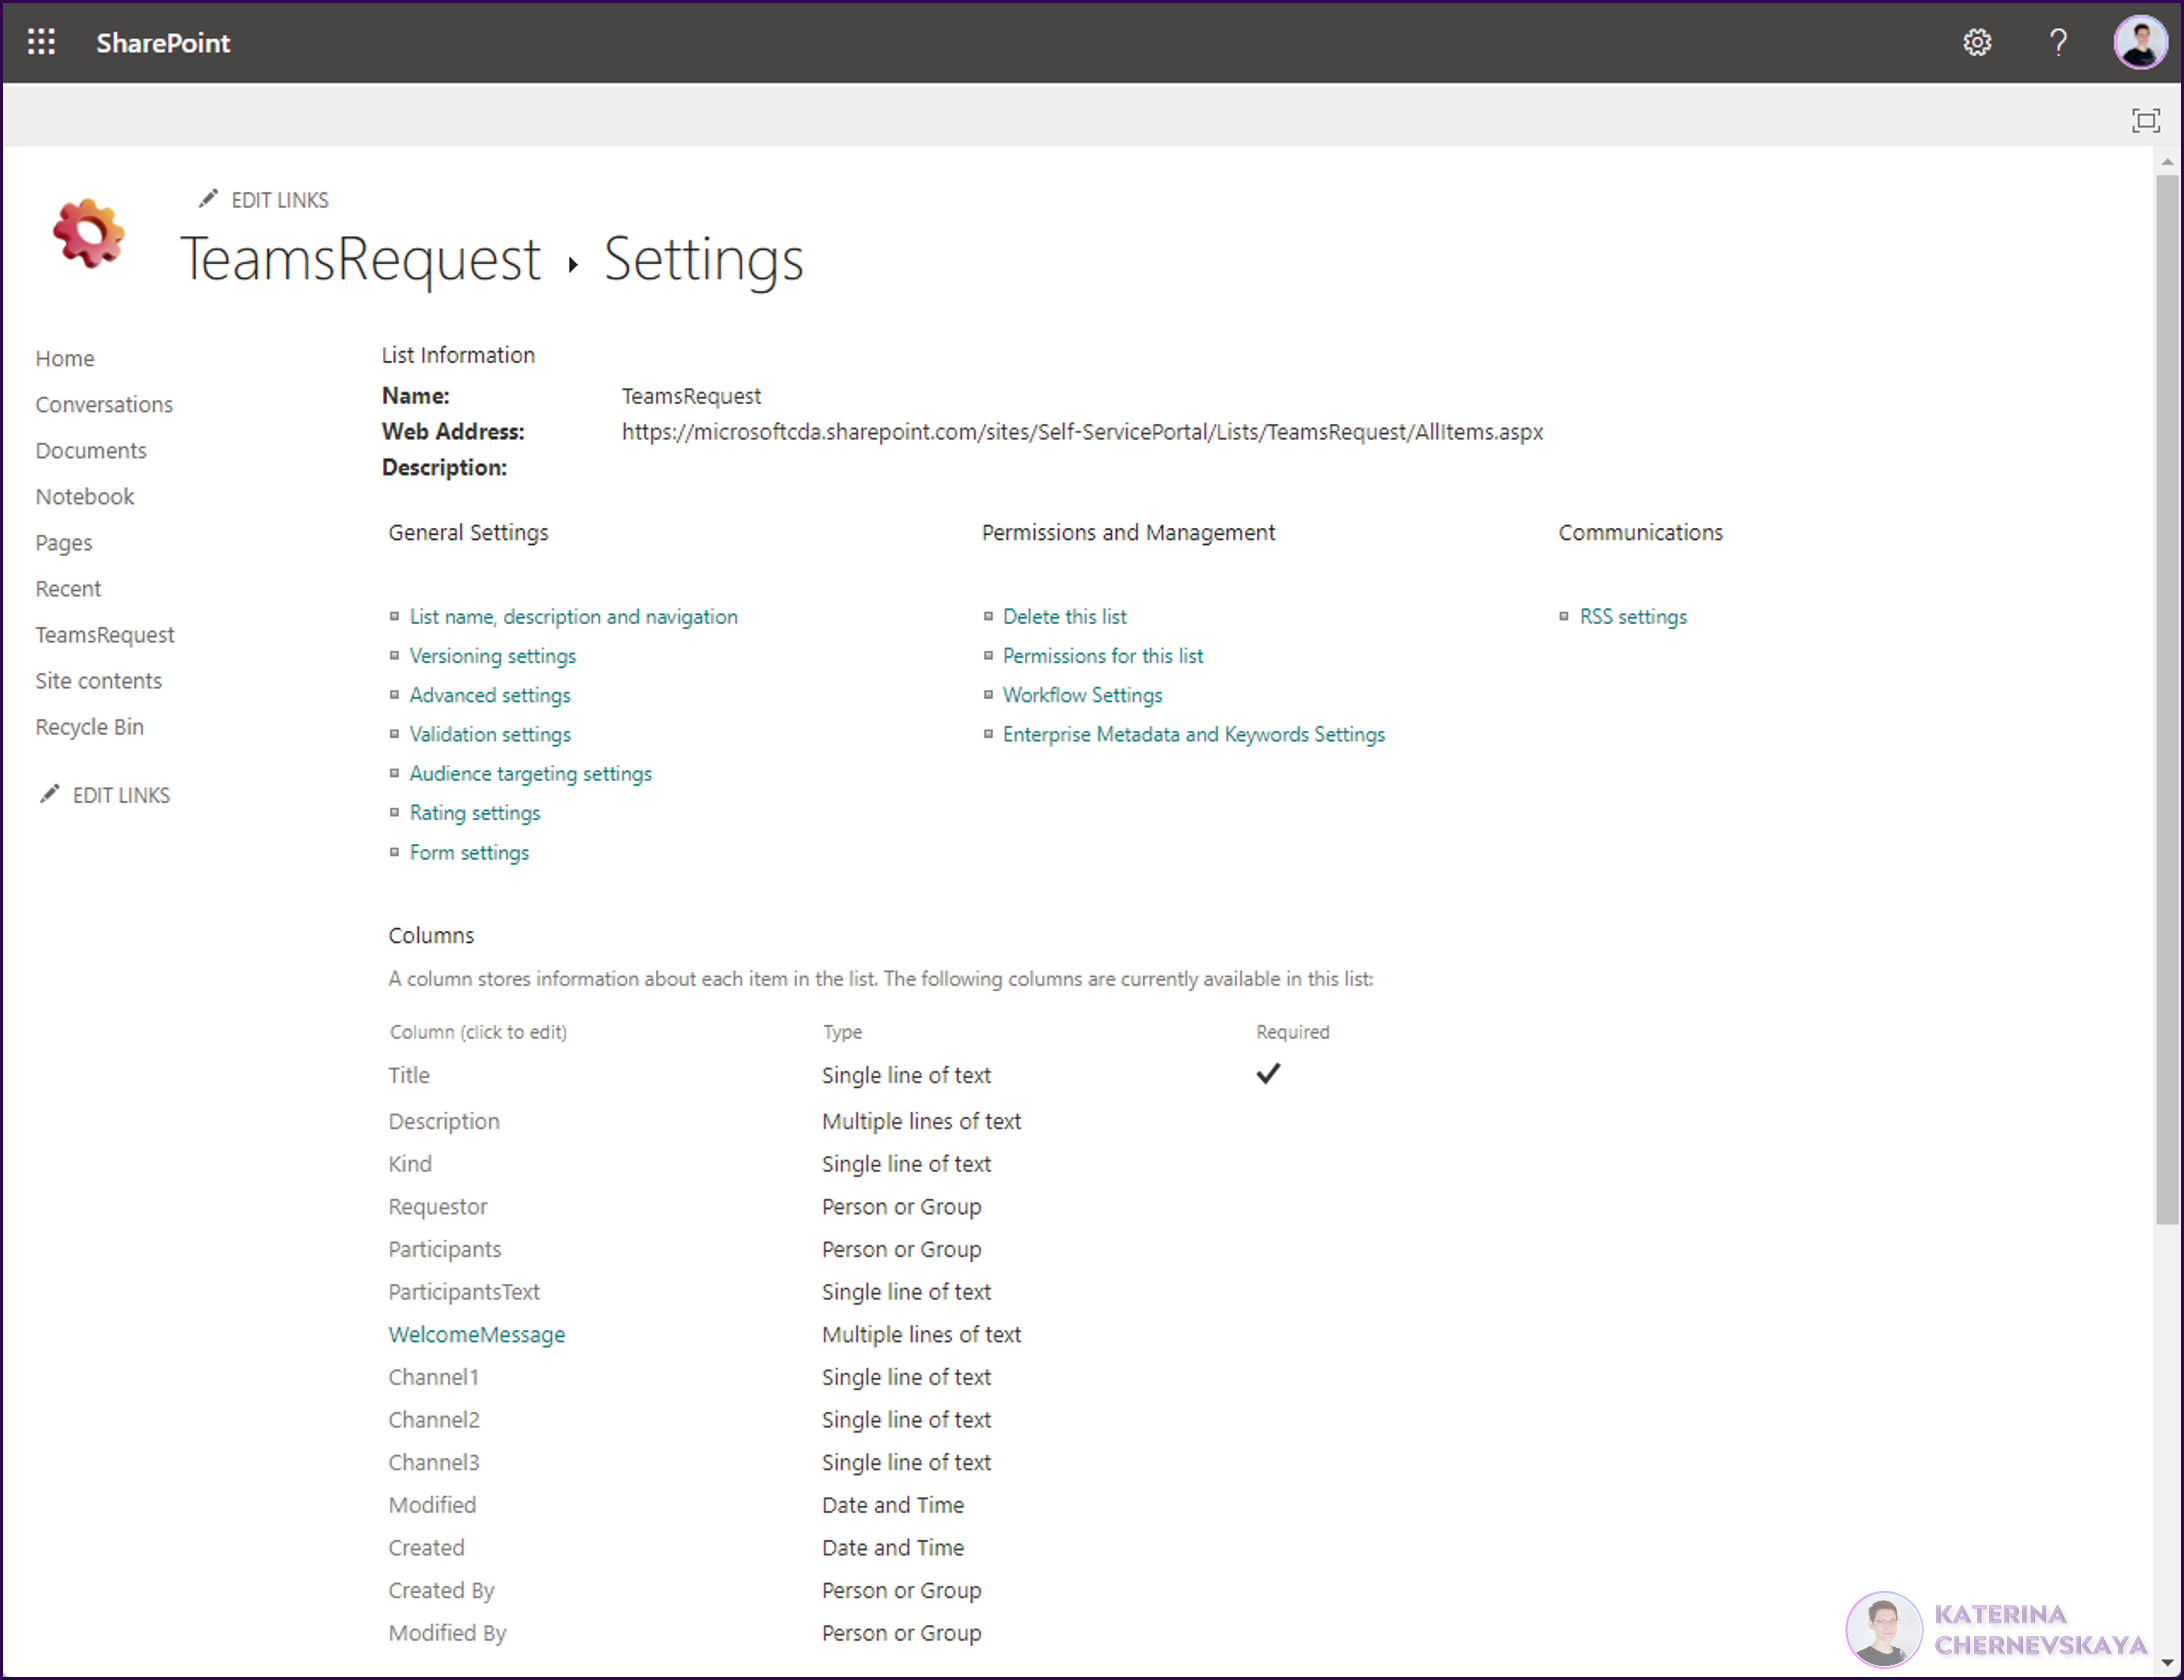 SharePoint
?
EDIT LINKS
TeamsRequest ▸ Settings
Home
Conversations
Documents
Notebook
Pages
Recent
TeamsRequest
Site contents
Recycle Bin
EDIT LINKS
List Information
Name: TeamsRequest
Web Address: https://microsoftcda.sharepoint.com/sites/Self-ServicePortal/Lists/TeamsRequest/AllItems.aspx
Description:
General Settings
List name, description and navigation
Versioning settings
Advanced settings
Validation settings
Audience targeting settings
Rating settings
Form settings
Permissions and Management
Delete this list
Permissions for this list
Workflow Settings
Enterprise Metadata and Keywords Settings
Communications
RSS settings
Columns
A column stores information about each item in the list. The following columns are currently available in this list:
Column (click to edit) Type Required
Title Single line of text ✔
Description Multiple lines of text
Kind Single line of text
Requestor Person or Group
Participants Person or Group
ParticipantsText Single line of text
WelcomeMessage Multiple lines of text
Channel1 Single line of text
Channel2 Single line of text
Channel3 Single line of text
Modified Date and Time
Created Date and Time
Created By Person or Group
Modified By Person or Group
KATERINA
CHERNEVSKAYA